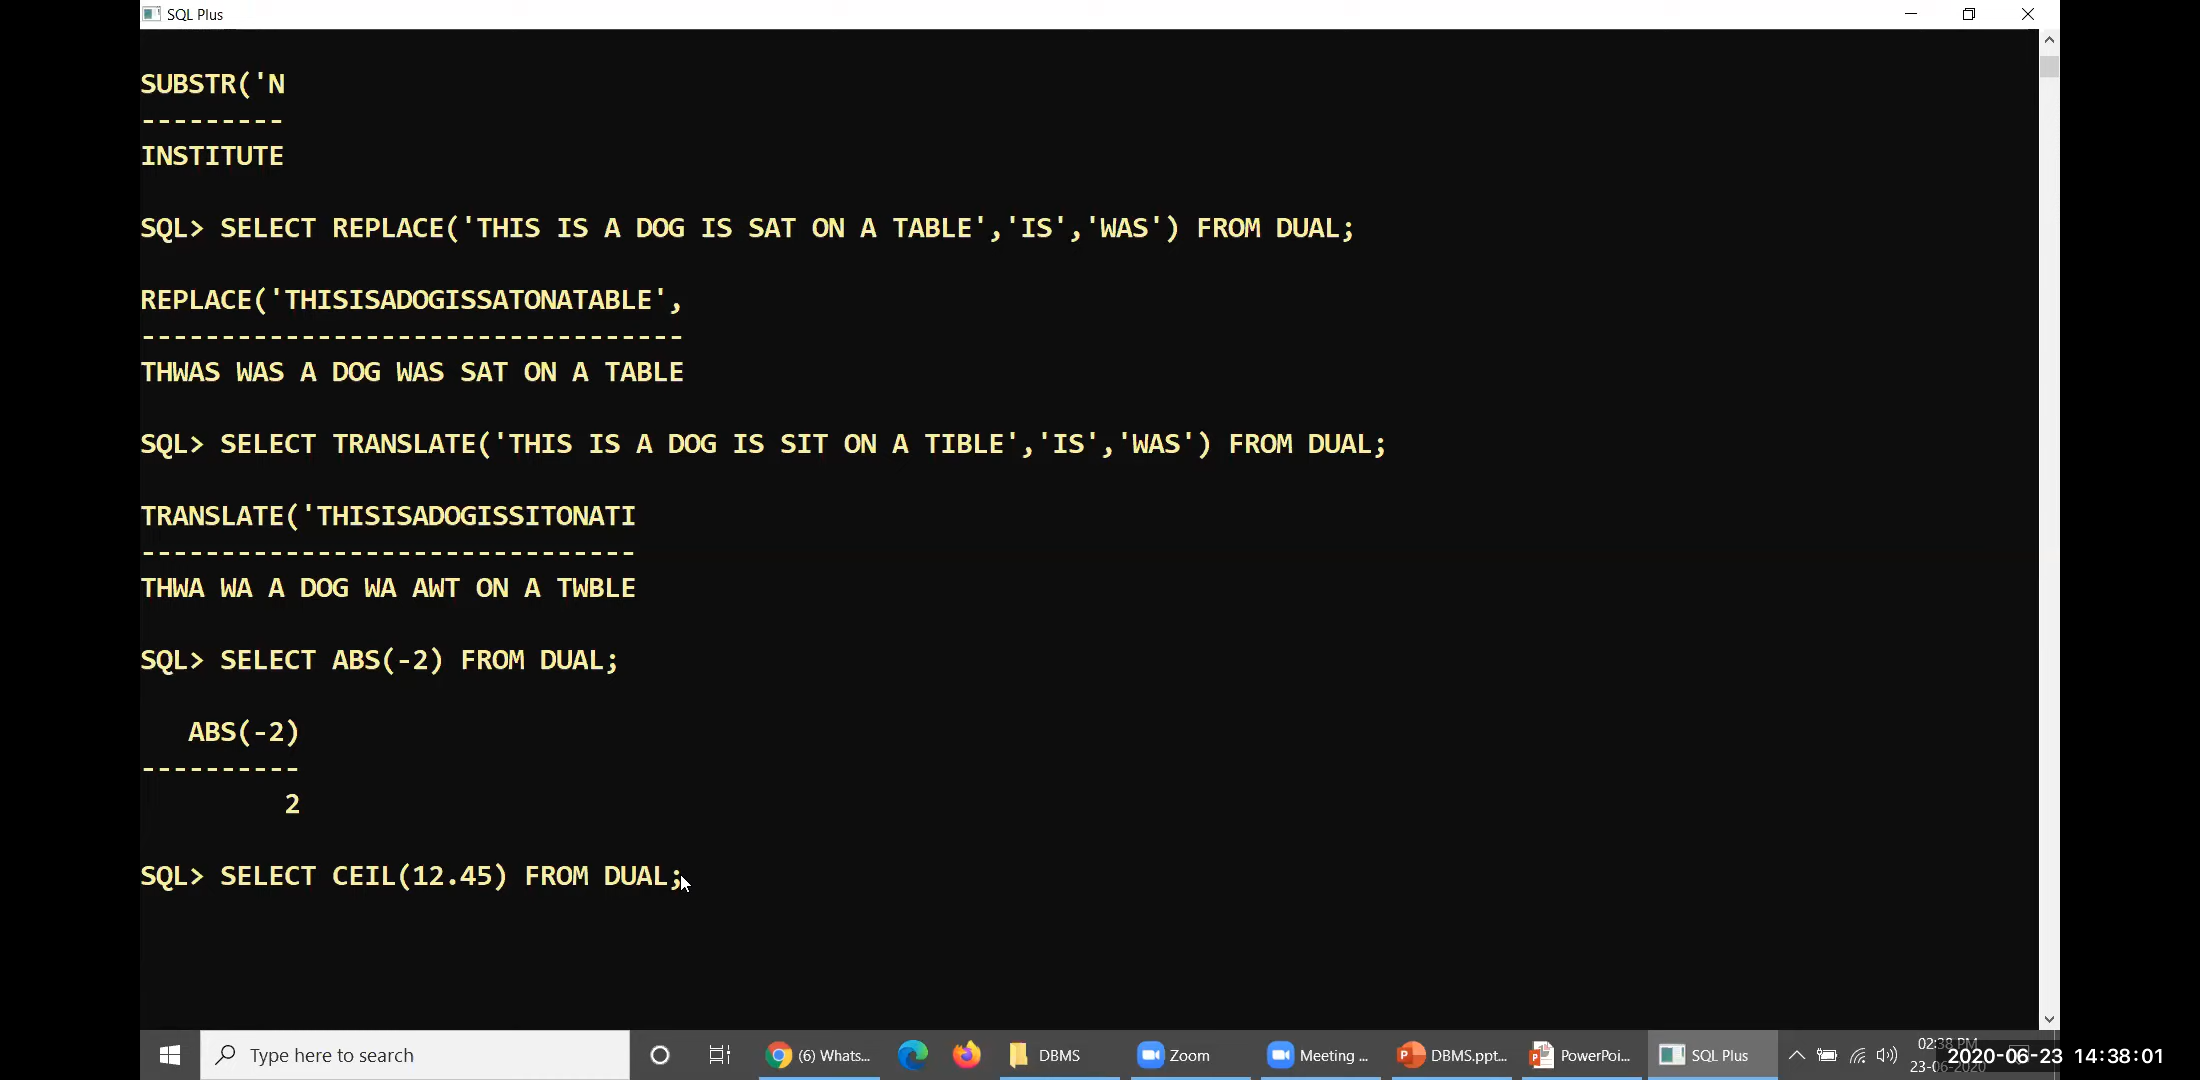 SQL Plus
SUBSTR('N
---------
INSTITUTE
SQL> SELECT REPLACE('THIS IS A DOG IS SAT ON A TABLE','IS','WAS') FROM DUAL;
REPLACE('THISISADOGISSATONATABLE',
----------------------------------
THWAS WAS A DOG WAS SAT ON A TABLE
SQL> SELECT TRANSLATE('THIS IS A DOG IS SIT ON A TIBLE','IS','WAS') FROM DUAL;
TRANSLATE('THISISADOGISSITONATI
-------------------------------
THWA WA A DOG WA AWT ON A TWBLE
SQL> SELECT ABS(-2) FROM DUAL;
ABS(-2)
----------
2
SQL> SELECT CEIL(12.45) FROM DUAL;
Type here to search
(6) Whats...
DBMS
Zoom
Meeting ...
DBMS.ppt...
PowerPoi...
SQL Plus
02:38 PM
23-06-2020
2020-06-23 14:38:01